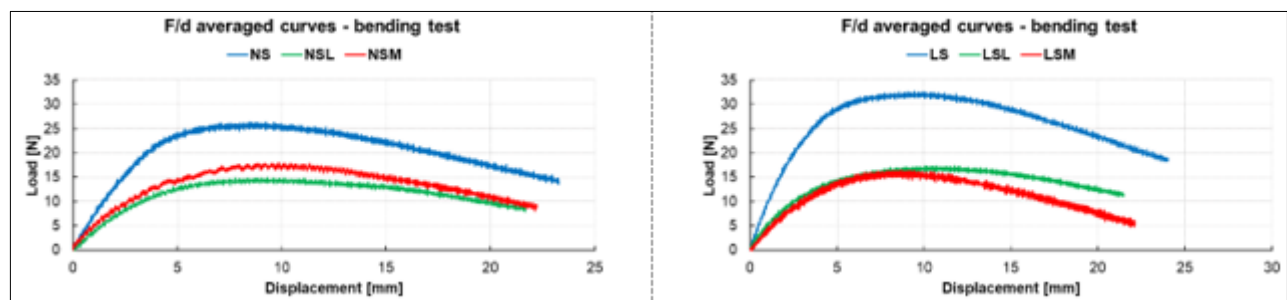 F/d averaged curves - bending test
NS NSL NSM
35
30
25
20
15
10
5
0
Load [N]
0 5 10 15 20 25
Displacement [mm]
F/d averaged curves - bending test
LS LSL LSM
35
30
25
20
15
10
5
0
Load [N]
0 5 10 15 20 25 30
Displacement [mm]